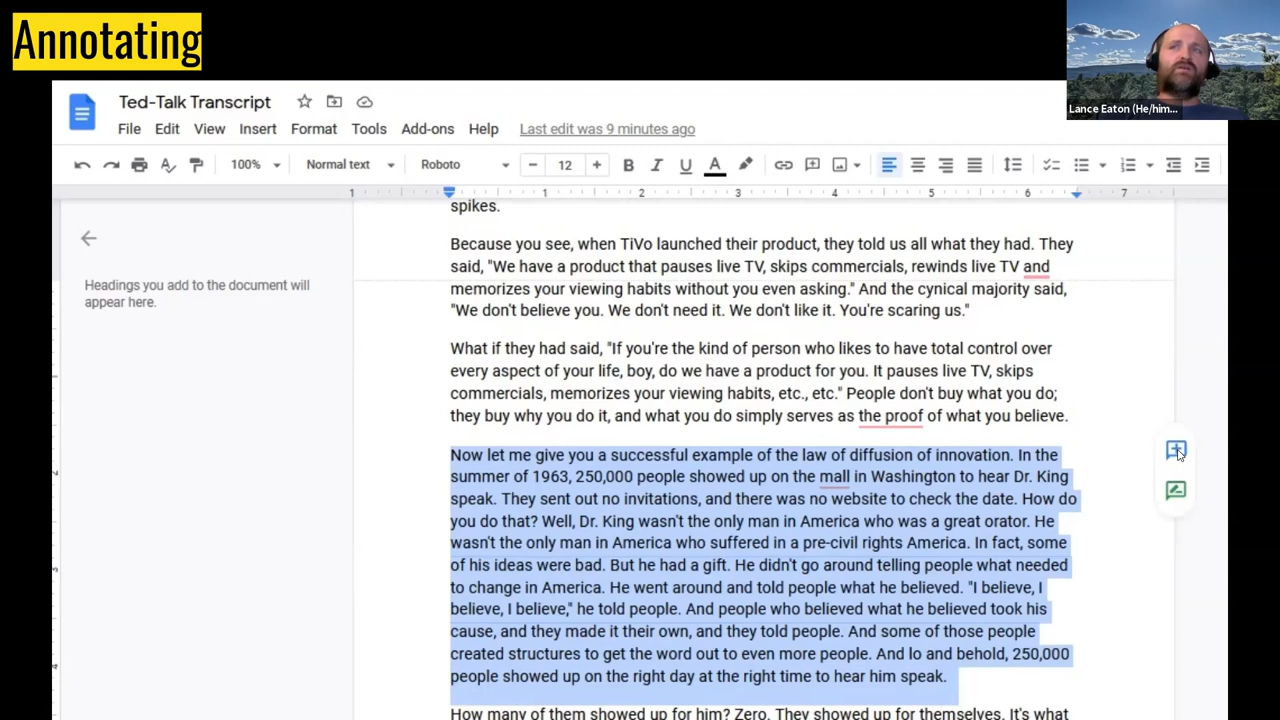 Annotating
Lance Eaton (He/him...
Ted-Talk Transcript
File Edit View Insert Format Tools Add-ons Help Last edit was 9 minutes ago
100% Normal text Roboto 12 B I U A
1 1 2 3 4 5 6 7
Headings you add to the document will
appear here.
spikes.
Because you see, when TiVo launched their product, they told us all what they had. They
said, "We have a product that pauses live TV, skips commercials, rewinds live TV and
memorizes your viewing habits without you even asking." And the cynical majority said,
"We don't believe you. We don't need it. We don't like it. You're scaring us."
What if they had said, "If you're the kind of person who likes to have total control over
every aspect of your life, boy, do we have a product for you. It pauses live TV, skips
commercials, memorizes your viewing habits, etc., etc." People don't buy what you do;
they buy why you do it, and what you do simply serves as the proof of what you believe.
Now let me give you a successful example of the law of diffusion of innovation. In the
summer of 1963, 250,000 people showed up on the mall in Washington to hear Dr. King
speak. They sent out no invitations, and there was no website to check the date. How do
you do that? Well, Dr. King wasn't the only man in America who was a great orator. He
wasn't the only man in America who suffered in a pre-civil rights America. In fact, some
of his ideas were bad. But he had a gift. He didn't go around telling people what needed
to change in America. He went around and told people what he believed. "I believe, I
believe, I believe," he told people. And people who believed what he believed took his
cause, and they made it their own, and they told people. And some of those people
created structures to get the word out to even more people. And lo and behold, 250,000
people showed up on the right day at the right time to hear him speak.
How many of them showed up for him? Zero. They showed up for themselves. It's what
2
3
4